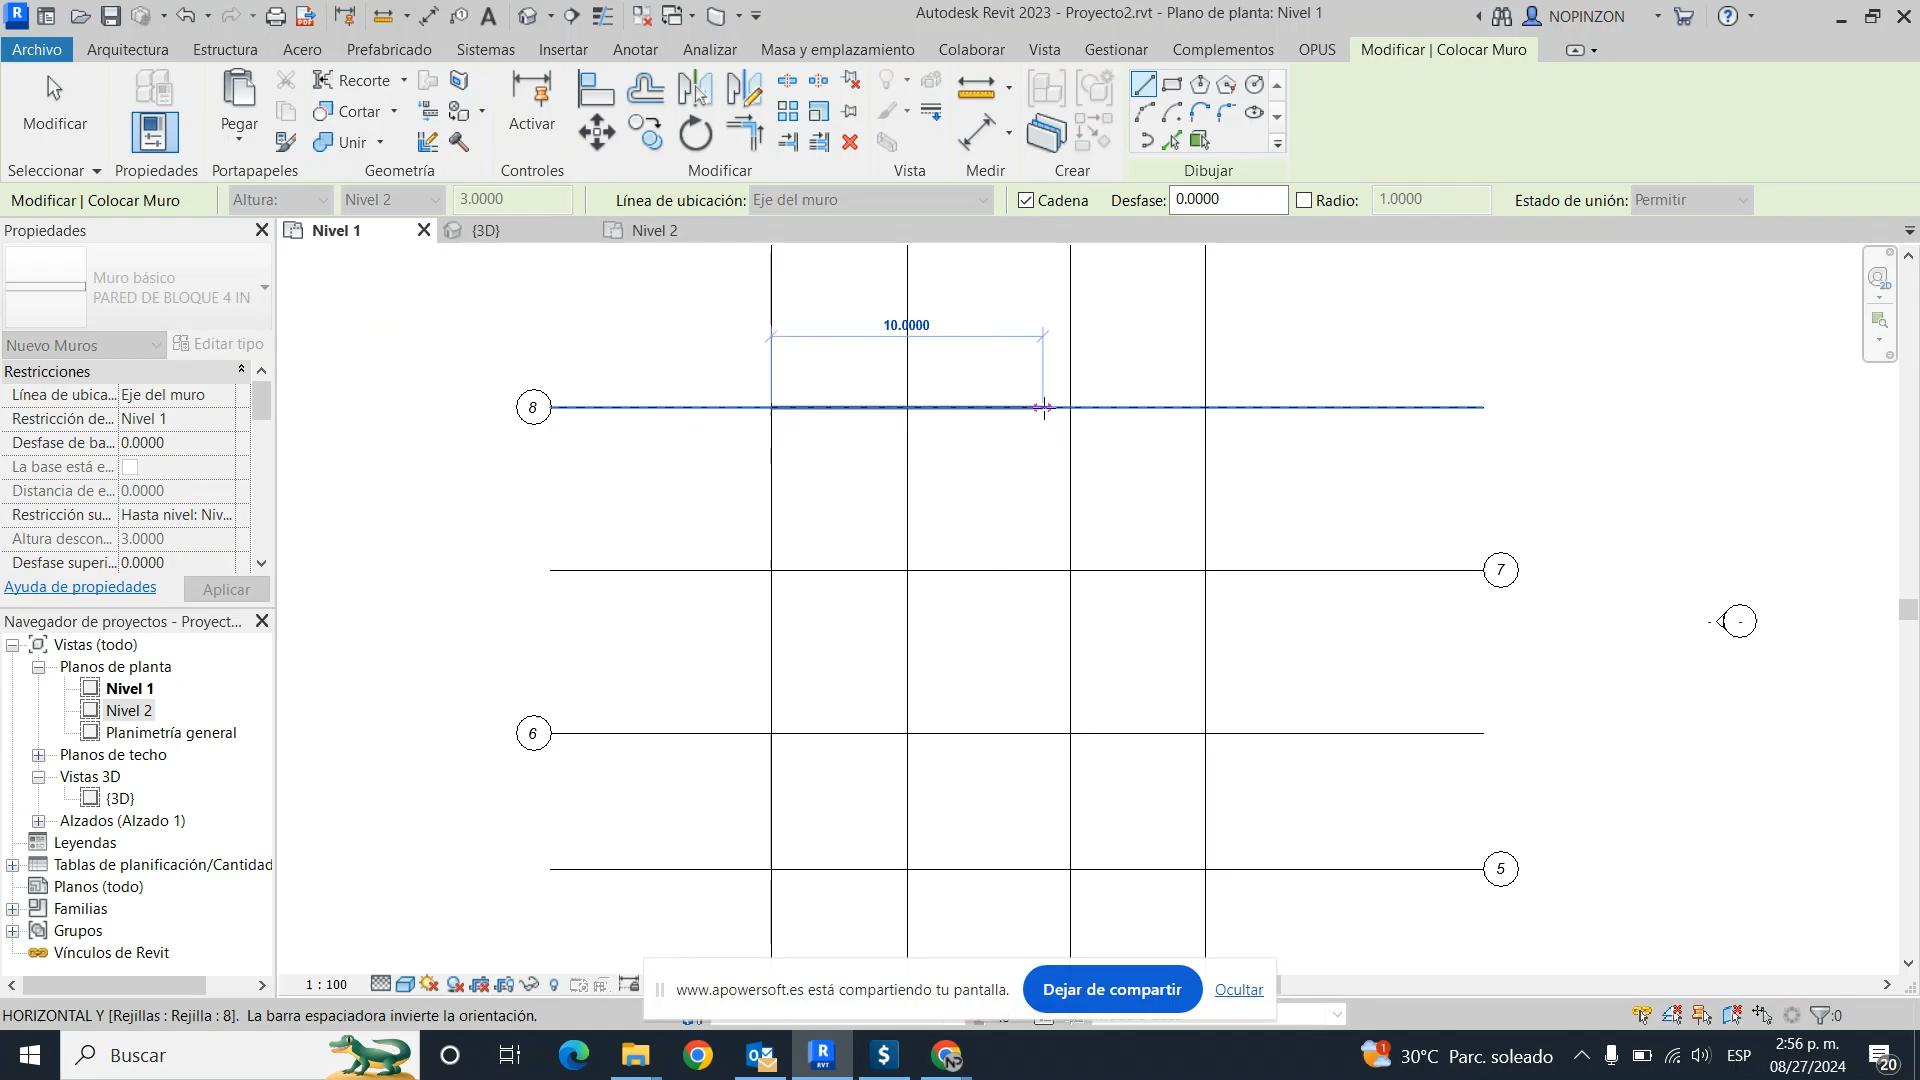 Autodesk Revit 2023 - Proyecto2.rvt - Plano de planta: Nivel 1
NOPINZON
Archivo Arquitectura Estructura Acero Prefabricado Sistemas Insertar Anotar Analizar Masa y emplazamiento Colaborar Vista Gestionar Complementos OPUS Modificar | Colocar Muro
Modificar
Pegar
Recorte
Cortar
Unir
Activar
Seleccionar Propiedades Portapapeles Geometría Controles Modificar Vista Medir Crear Dibujar
Modificar | Colocar Muro Altura: Nivel 2 3.0000 Línea de ubicación: Eje del muro Cadena Desfase: 0.0000 Radio: 1.0000 Estado de unión: Permitir
Propiedades
Nivel 1 {3D} Nivel 2
Muro básico
PARED DE BLOQUE 4 IN
Nuevo Muros Editar tipo
Restricciones
Línea de ubica... Eje del muro
Restricción de... Nivel 1
Desfase de ba... 0.0000
La base está e...
Distancia de e... 0.0000
Restricción su... Hasta nivel: Niv...
Altura descon... 3.0000
Desfase superi... 0.0000
Ayuda de propiedades Aplicar
Navegador de proyectos - Proyect...
Vistas (todo)
Planos de planta
Nivel 1
Nivel 2
Planimetría general
Planos de techo
Vistas 3D
{3D}
Alzados (Alzado 1)
Leyendas
Tablas de planificación/Cantidad
Planos (todo)
Familias
Grupos
Vínculos de Revit
10.0000
8
7
6
5
2D
1 : 100
www.apowersoft.es está compartiendo tu pantalla. Dejar de compartir Ocultar
HORIZONTAL Y [Rejillas : Rejilla : 8]. La barra espaciadora invierte la orientación.
:0
Buscar
30°C Parc. soleado
ESP
2:56 p. m.
08/27/2024
20